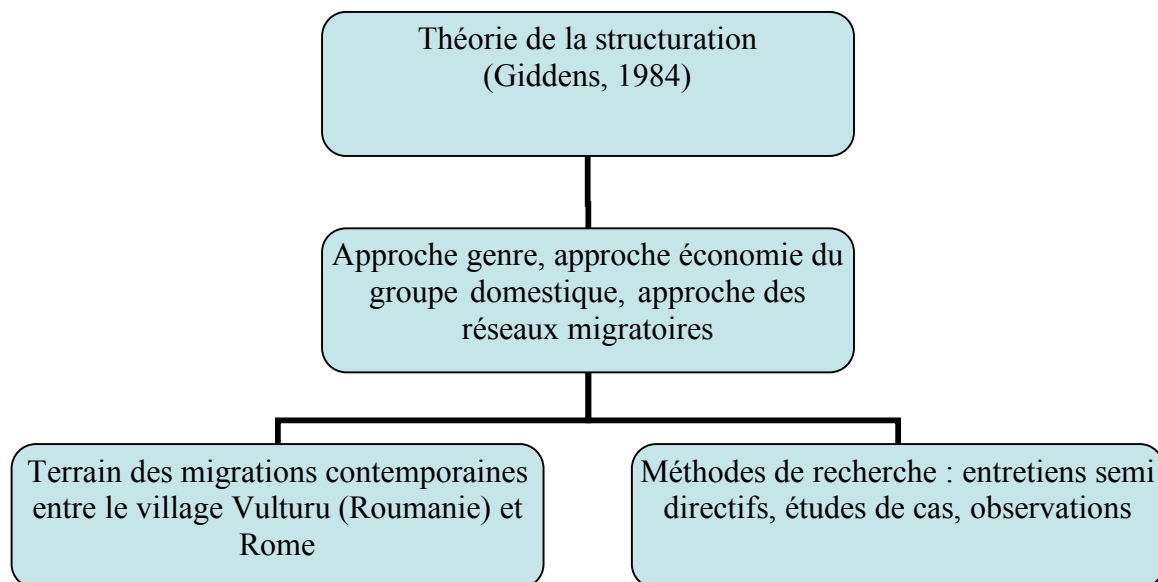 Théorie de la structuration
(Giddens, 1984)
Approche genre, approche économie du
groupe domestique, approche des
réseaux migratoires
Terrain des migrations contemporaines
entre le village Vulturu (Roumanie) et
Rome
Méthodes de recherche : entretiens semi
directifs, études de cas, observations